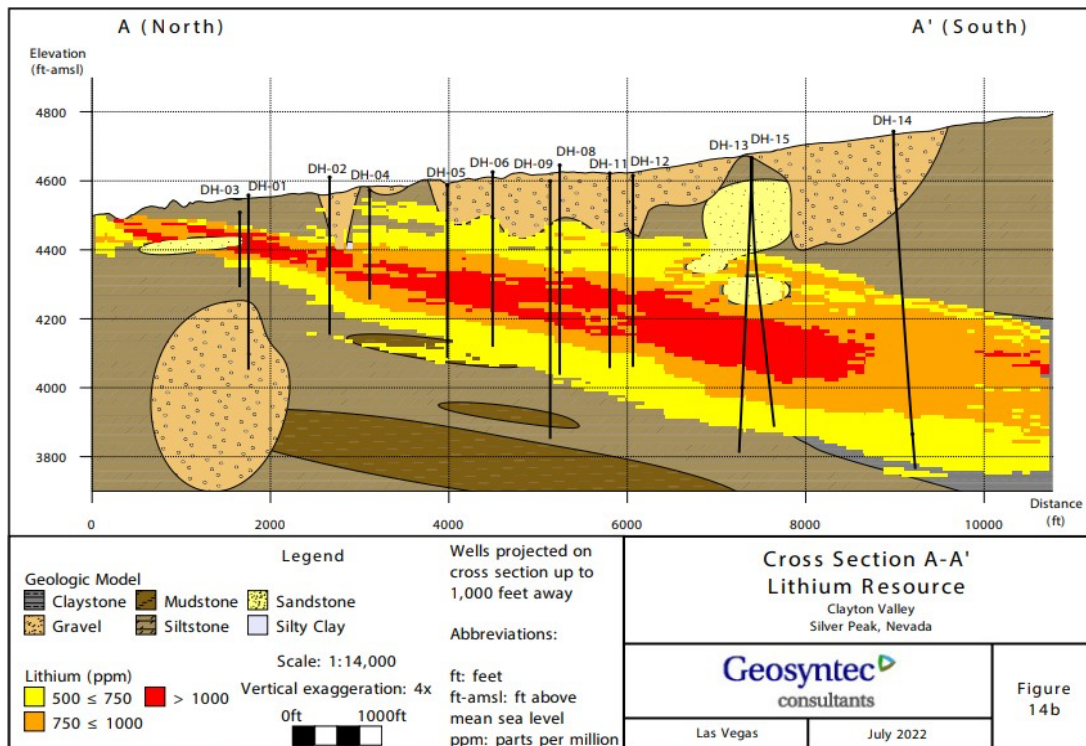 A (North)
A' (South)
Elevation
(ft-amsl)
4800
4600
4400
4200
4000
3800
DH-03
DH-01
DH-02
DH-04
DH-05
DH-06
DH-09
DH-08
DH-11
DH-12
DH-13
DH-15
DH-14
0
2000
4000
6000
8000
10000
Distance
(ft)
Legend
Geologic Model
Claystone
Mudstone
Sandstone
Gravel
Siltstone
Silty Clay
Lithium (ppm)
500 ≤ 750
> 1000
750 ≤ 1000
Scale: 1:14,000
Vertical exaggeration: 4x
0ft
1000ft
Wells projected on
cross section up to
1,000 feet away
Abbreviations:
ft: feet
ft-amsl: ft above
mean sea level
ppm: parts per million
Cross Section A-A'
Lithium Resource
Clayton Valley
Silver Peak, Nevada
Geosyntec
consultants
Las Vegas
July 2022
Figure
14b